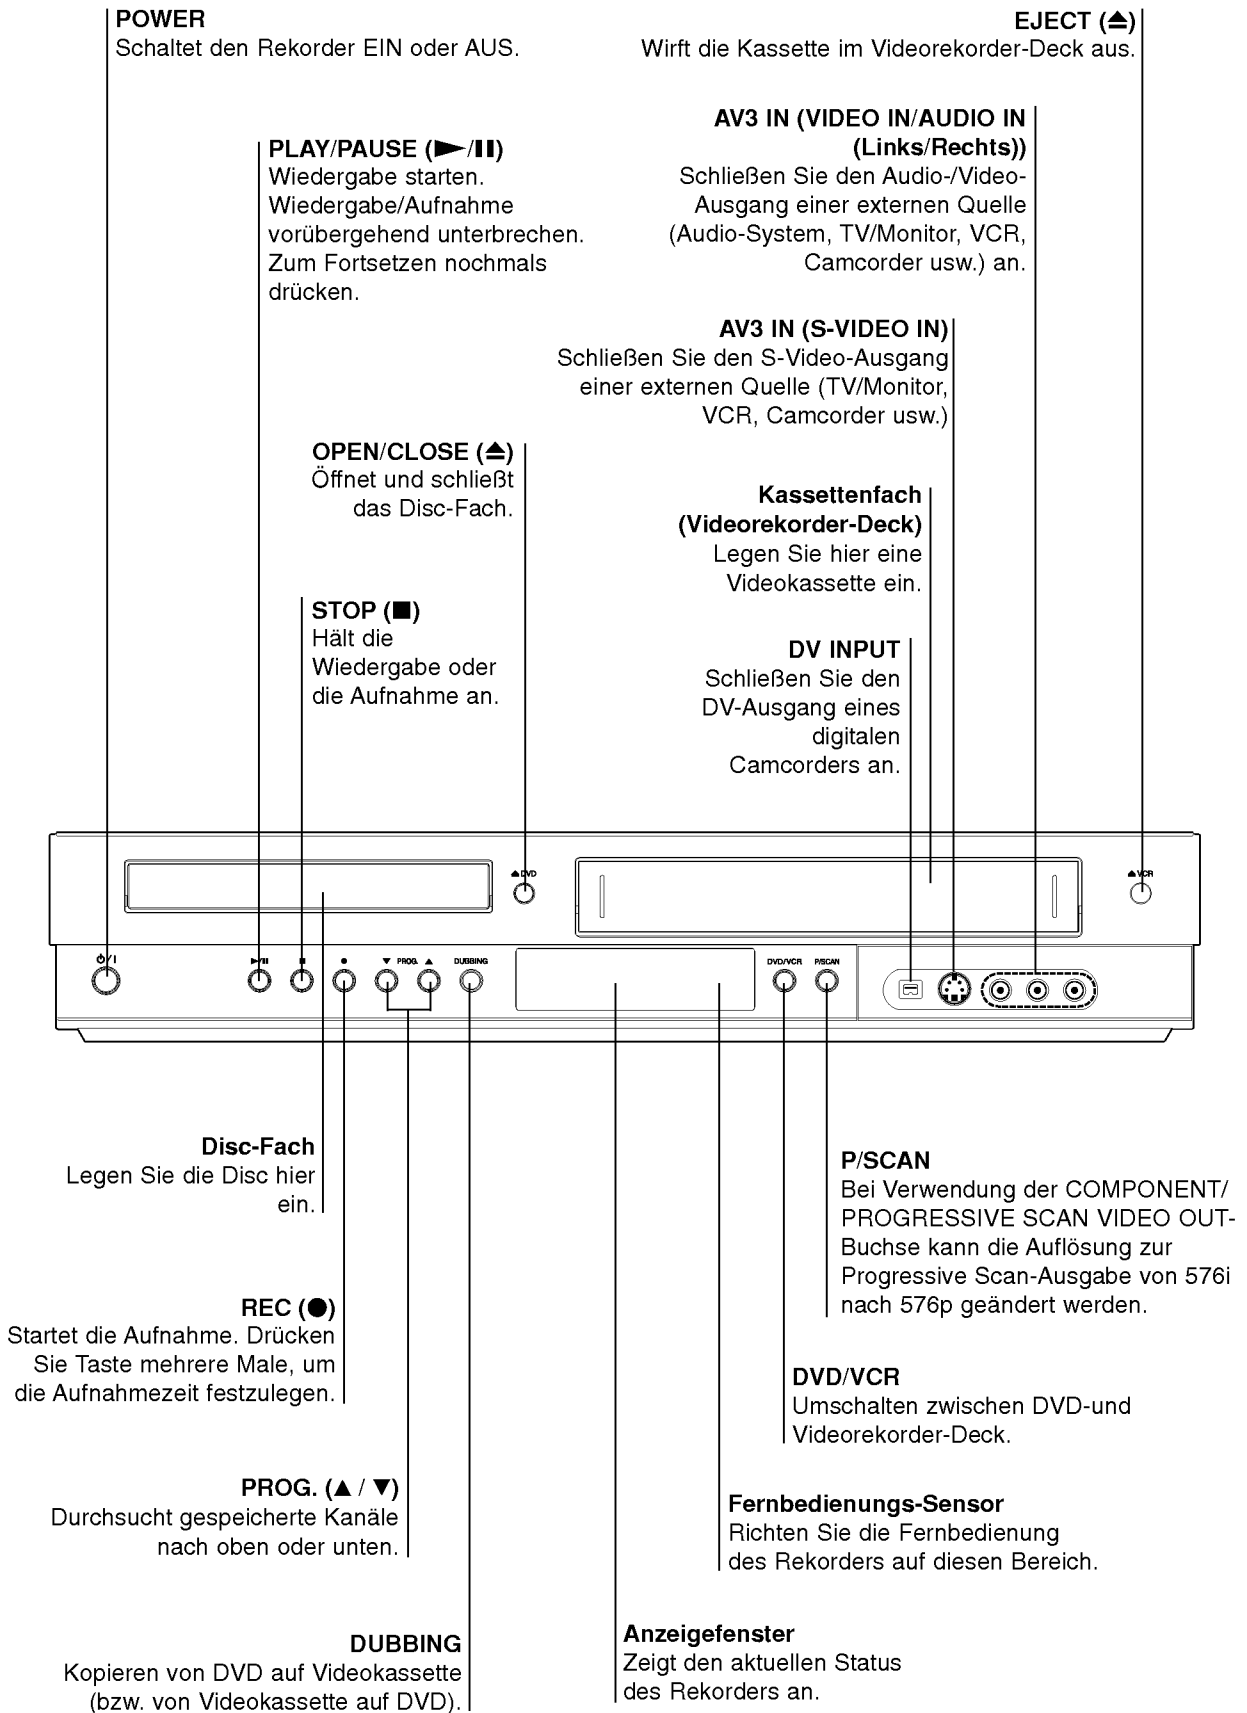 POWER
Schaltet den Rekorder EIN oder AUS.
EJECT (⏏)
Wirft die Kassette im Videorekorder-Deck aus.
AV3 IN (VIDEO IN/AUDIO IN
(Links/Rechts))
Schließen Sie den Audio-/Video-
Ausgang einer externen Quelle
(Audio-System, TV/Monitor, VCR,
Camcorder usw.) an.
PLAY/PAUSE (►/❚❚)
Wiedergabe starten.
Wiedergabe/Aufnahme
vorübergehend unterbrechen.
Zum Fortsetzen nochmals
drücken.
AV3 IN (S-VIDEO IN)
Schließen Sie den S-Video-Ausgang
einer externen Quelle (TV/Monitor,
VCR, Camcorder usw.)
OPEN/CLOSE (⏏)
Öffnet und schließt
das Disc-Fach.
Kassettenfach
(Videorekorder-Deck)
Legen Sie hier eine
Videokassette ein.
STOP (■)
Hält die
Wiedergabe oder
die Aufnahme an.
DV INPUT
Schließen Sie den
DV-Ausgang eines
digitalen
Camcorders an.
⏏ DVD
⏏ VCR
⏻/I
►/❚❚
■
●
▼ PROG. ▲
DUBBING
DVD/VCR
P/SCAN
Disc-Fach
Legen Sie die Disc hier
ein.
P/SCAN
Bei Verwendung der COMPONENT/
PROGRESSIVE SCAN VIDEO OUT-
Buchse kann die Auflösung zur
Progressive Scan-Ausgabe von 576i
nach 576p geändert werden.
REC (●)
Startet die Aufnahme. Drücken
Sie Taste mehrere Male, um
die Aufnahmezeit festzulegen.
DVD/VCR
Umschalten zwischen DVD-und
Videorekorder-Deck.
PROG. (▲ / ▼)
Durchsucht gespeicherte Kanäle
nach oben oder unten.
Fernbedienungs-Sensor
Richten Sie die Fernbedienung
des Rekorders auf diesen Bereich.
DUBBING
Kopieren von DVD auf Videokassette
(bzw. von Videokassette auf DVD).
Anzeigefenster
Zeigt den aktuellen Status
des Rekorders an.